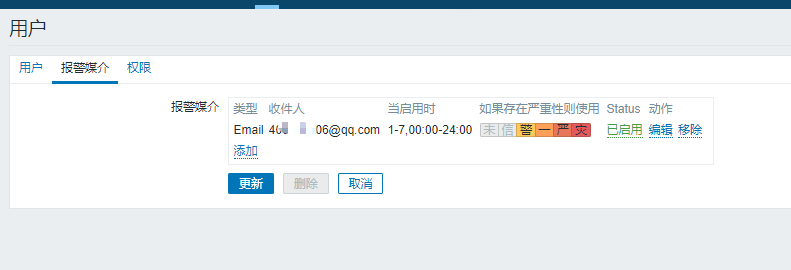 用户
用户 报警媒介 权限
报警媒介 类型 收件人 当启用时 如果存在严重性则使用 Status 动作
Email 06@qq.com 1-7,00:00-24:00 未 信 警 一 严 灾 已启用 编辑 移除
添加
更新 删除 取消